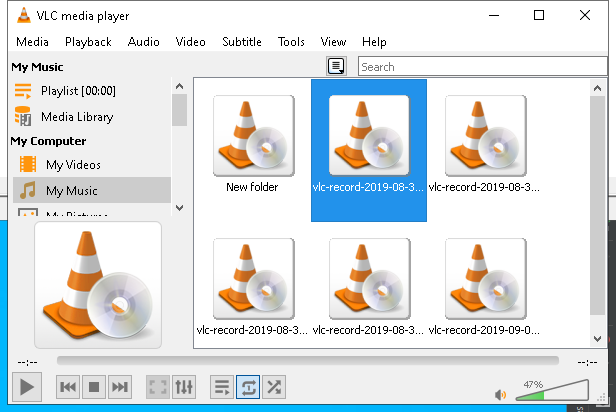 VLC media player
Media Playback Audio Video Subtitle Tools View Help
My Music
Search
Playlist [00:00]
Media Library
My Computer
My Videos
My Music
My Pictures
New folder
vlc-record-2019-08-3...
vlc-record-2019-08-3...
vlc-record-2019-08-3...
vlc-record-2019-08-3...
vlc-record-2019-09-0...
--:--
--:--
47%